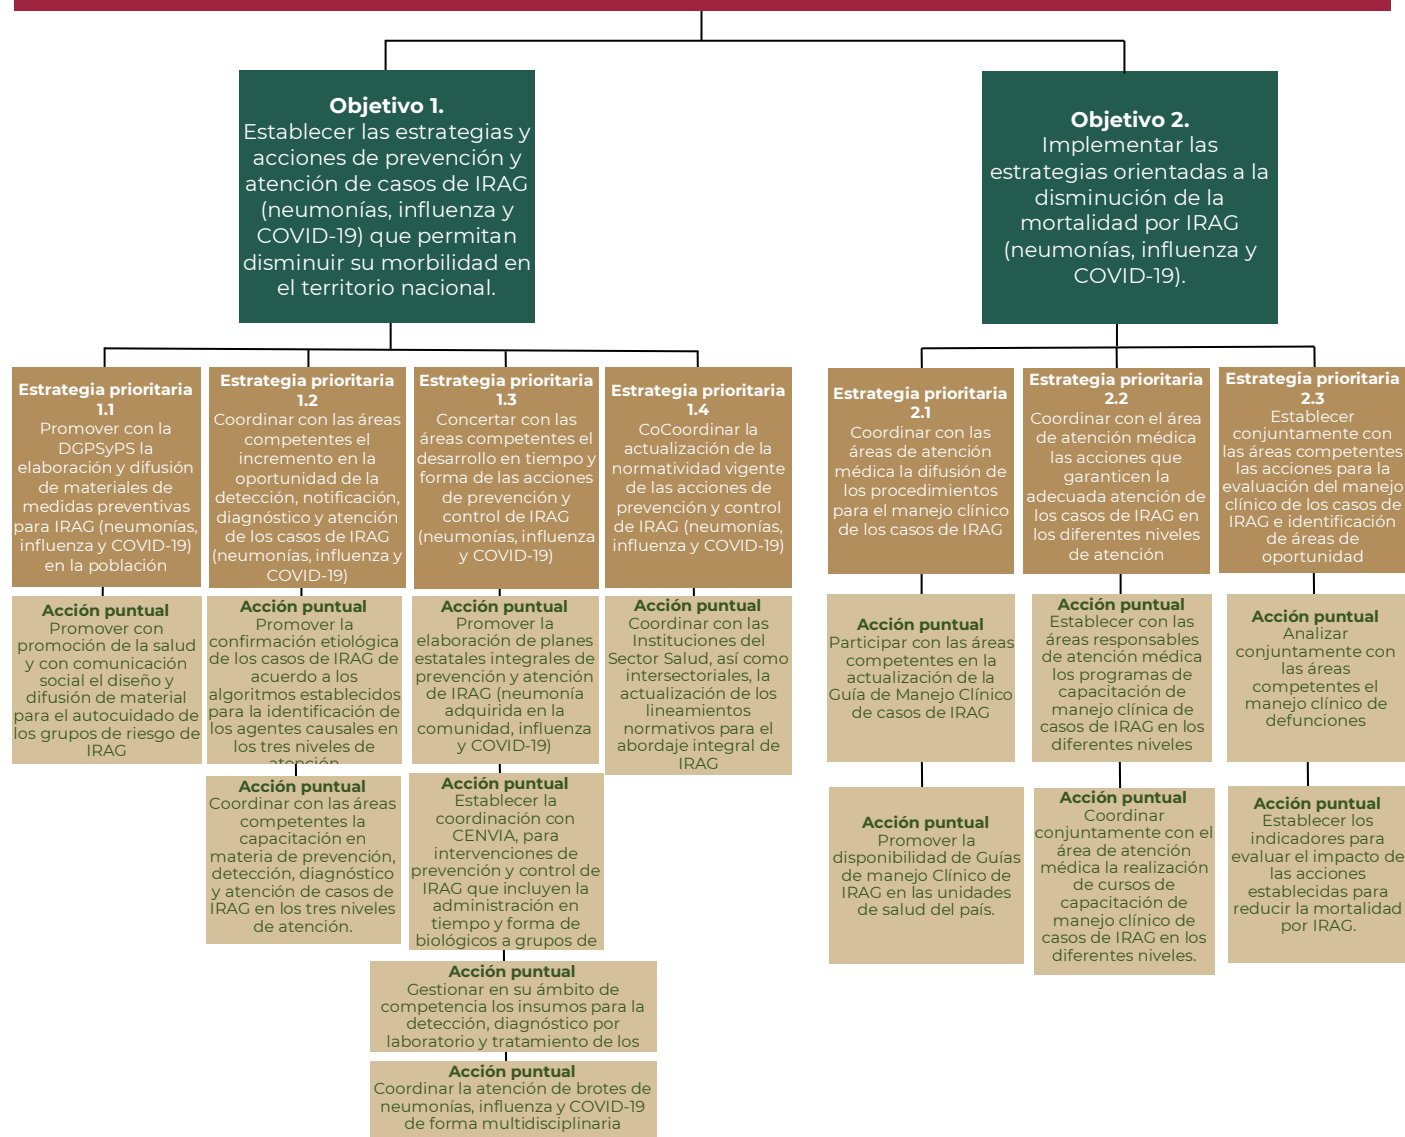 Objetivo 1.
Establecer las estrategias y
acciones de prevención y
atención de casos de IRAG
(neumonías, influenza y
COVID-19) que permitan
disminuir su morbilidad en
el territorio nacional.
Objetivo 2.
Implementar las
estrategias orientadas a la
disminución de la
mortalidad por IRAG
(neumonías, influenza y
COVID-19).
Estrategia prioritaria
1.1
Promover con la
DGPSyPS la
elaboración y difusión
de materiales de
medidas preventivas
para IRAG (neumonías,
influenza y COVID-19)
en la población
Estrategia prioritaria
1.2
Coordinar con las áreas
competentes el
incremento en la
oportunidad de la
detección, notificación,
diagnóstico y atención
de los casos de IRAG
(neumonías, influenza y
COVID-19)
Estrategia prioritaria
1.3
Concertar con las
áreas competentes el
desarrollo en tiempo y
forma de las acciones
de prevención y
control de IRAG
(neumonías, influenza
y COVID-19)
Estrategia prioritaria
1.4
CoCoordinar la
actualización de la
normatividad vigente
de las acciones de
prevención y control
de IRAG (neumonías,
influenza y COVID-19)
Estrategia prioritaria
2.1
Coordinar con las
áreas de atención
médica la difusión de
los procedimientos
para el manejo clínico
de los casos de IRAG
Estrategia prioritaria
2.2
Coordinar con el área
de atención médica
las acciones que
garanticen la
adecuada atención de
los casos de IRAG en
los diferentes niveles
de atención
Estrategia prioritaria
2.3
Establecer
conjuntamente con
las áreas competentes
las acciones para la
evaluación del manejo
clínico de los casos de
IRAG e identificación
de áreas de
oportunidad
Acción puntual
Promover con
promoción de la salud
y con comunicación
social el diseño y
difusión de material
para el autocuidado de
los grupos de riesgo de
IRAG
Acción puntual
Promover la
confirmación etiológica
de los casos de IRAG de
acuerdo a los
algoritmos establecidos
para la identificación de
los agentes causales en
los tres niveles de
atención
Acción puntual
Promover la
elaboración de planes
estatales integrales de
prevención y atención
de IRAG (neumonía
adquirida en la
comunidad, influenza
y COVID-19)
Acción puntual
Coordinar con las
Instituciones del
Sector Salud, así como
intersectoriales, la
actualización de los
lineamientos
normativos para el
abordaje integral de
IRAG
Acción puntual
Participar con las áreas
competentes en la
actualización de la
Guía de Manejo Clínico
de casos de IRAG
Acción puntual
Establecer con las
áreas responsables
de atención médica
los programas de
capacitación de
manejo clínica de
casos de IRAG en los
diferentes niveles
Acción puntual
Analizar
conjuntamente con
las áreas
competentes el
manejo clínico de
defunciones
Acción puntual
Coordinar con las áreas
competentes la
capacitación en
materia de prevención,
detección, diagnóstico
y atención de casos de
IRAG en los tres niveles
de atención.
Acción puntual
Establecer la
coordinación con
CENVIA, para
intervenciones de
prevención y control de
IRAG que incluyen la
administración en
tiempo y forma de
biológicos a grupos de
Acción puntual
Promover la
disponibilidad de Guías
de manejo Clínico de
IRAG en las unidades
de salud del país.
Acción puntual
Coordinar
conjuntamente con el
área de atención
médica la realización
de cursos de
capacitación de
manejo clínico de
casos de IRAG en los
diferentes niveles.
Acción puntual
Establecer los
indicadores para
evaluar el impacto de
las acciones
establecidas para
reducir la mortalidad
por IRAG.
Acción puntual
Gestionar en su ámbito de
competencia los insumos para la
detección, diagnóstico por
laboratorio y tratamiento de los
Acción puntual
Coordinar la atención de brotes de
neumonías, influenza y COVID-19
de forma multidisciplinaria